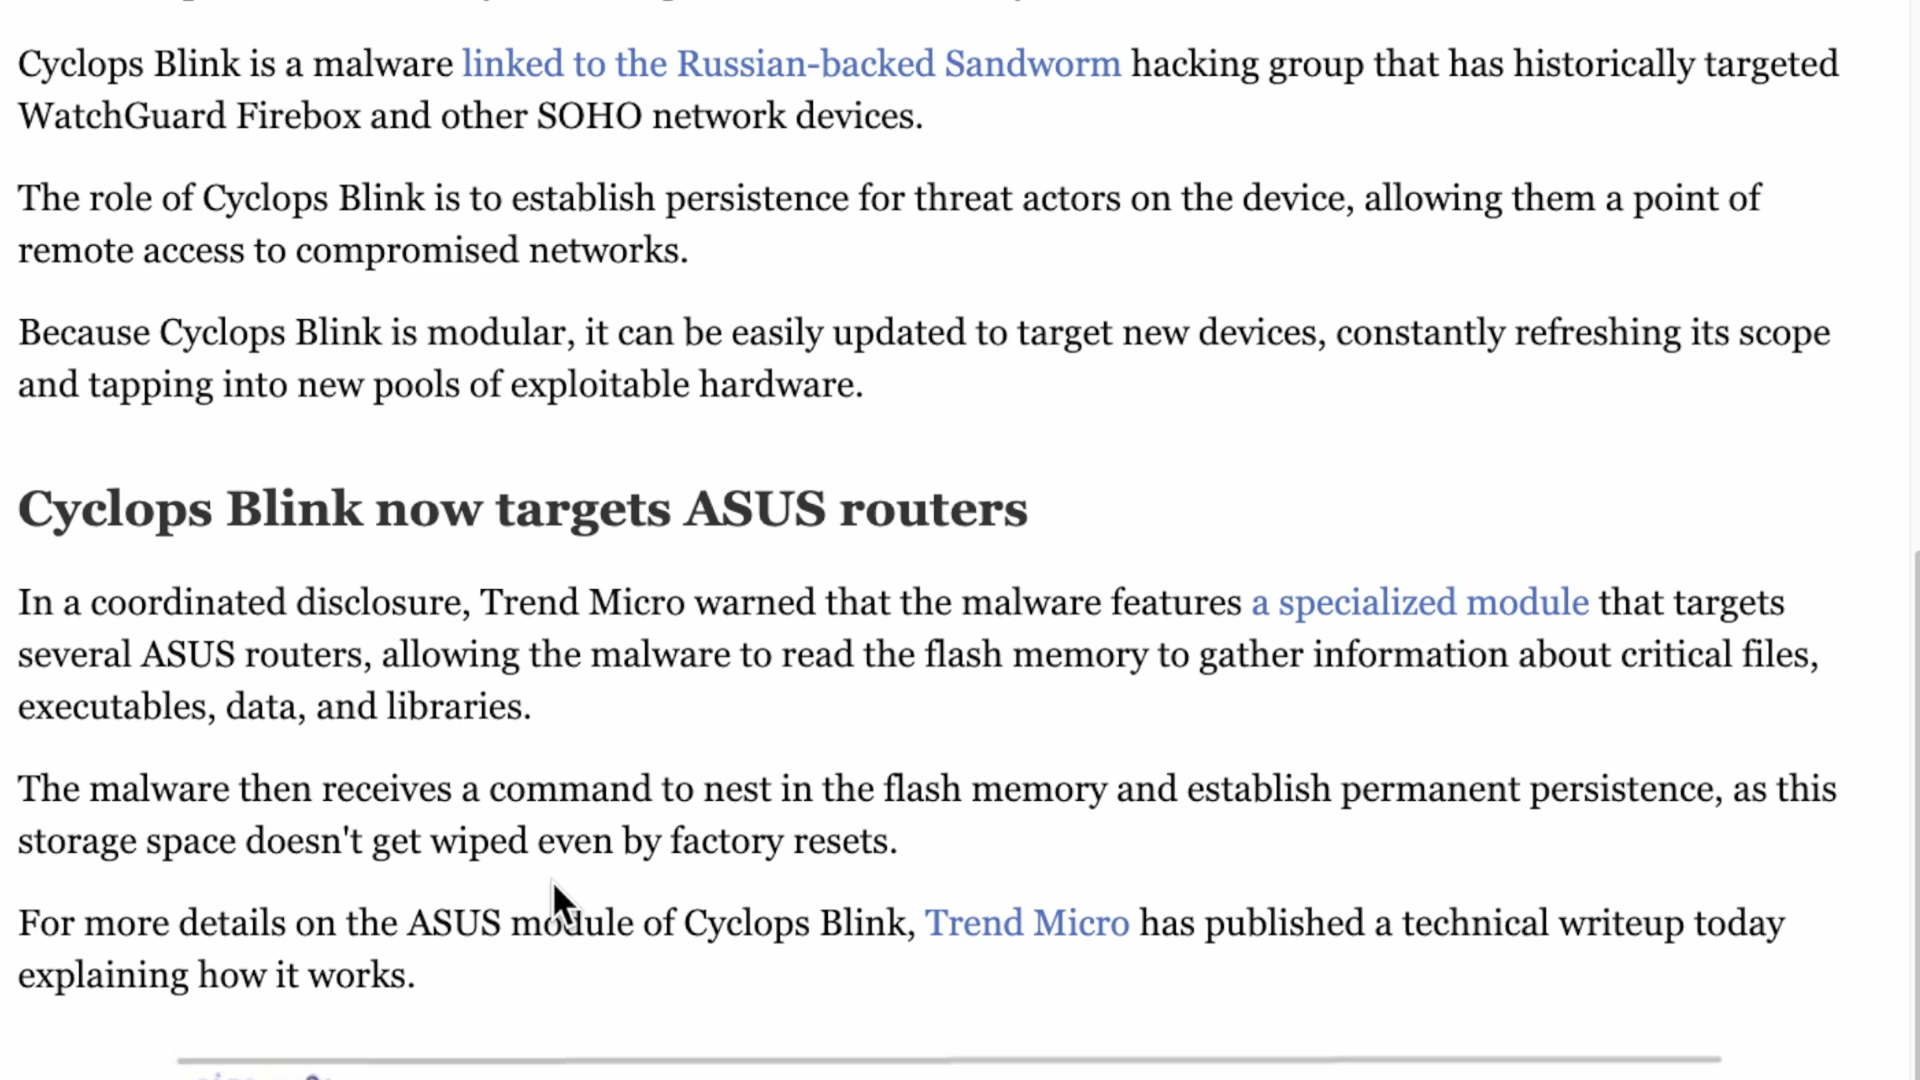 Cyclops Blink is a malware linked to the Russian-backed Sandworm hacking group that has historically targeted
WatchGuard Firebox and other SOHO network devices.
The role of Cyclops Blink is to establish persistence for threat actors on the device, allowing them a point of
remote access to compromised networks.
Because Cyclops Blink is modular, it can be easily updated to target new devices, constantly refreshing its scope
and tapping into new pools of exploitable hardware.
Cyclops Blink now targets ASUS routers
In a coordinated disclosure, Trend Micro warned that the malware features a specialized module that targets
several ASUS routers, allowing the malware to read the flash memory to gather information about critical files,
executables, data, and libraries.
The malware then receives a command to nest in the flash memory and establish permanent persistence, as this
storage space doesn't get wiped even by factory resets.
For more details on the ASUS module of Cyclops Blink, Trend Micro has published a technical writeup today
explaining how it works.